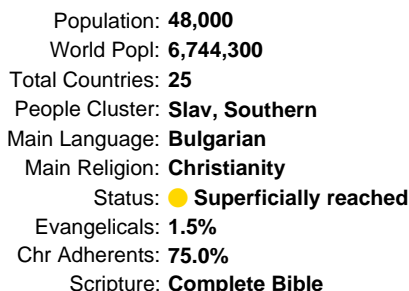 Population: 48,000
World Popl: 6,744,300
Total Countries: 25
People Cluster: Slav, Southern
Main Language: Bulgarian
Main Religion: Christianity
Status: Superficially reached
Evangelicals: 1.5%
Chr Adherents: 75.0%
Scripture: Complete Bible